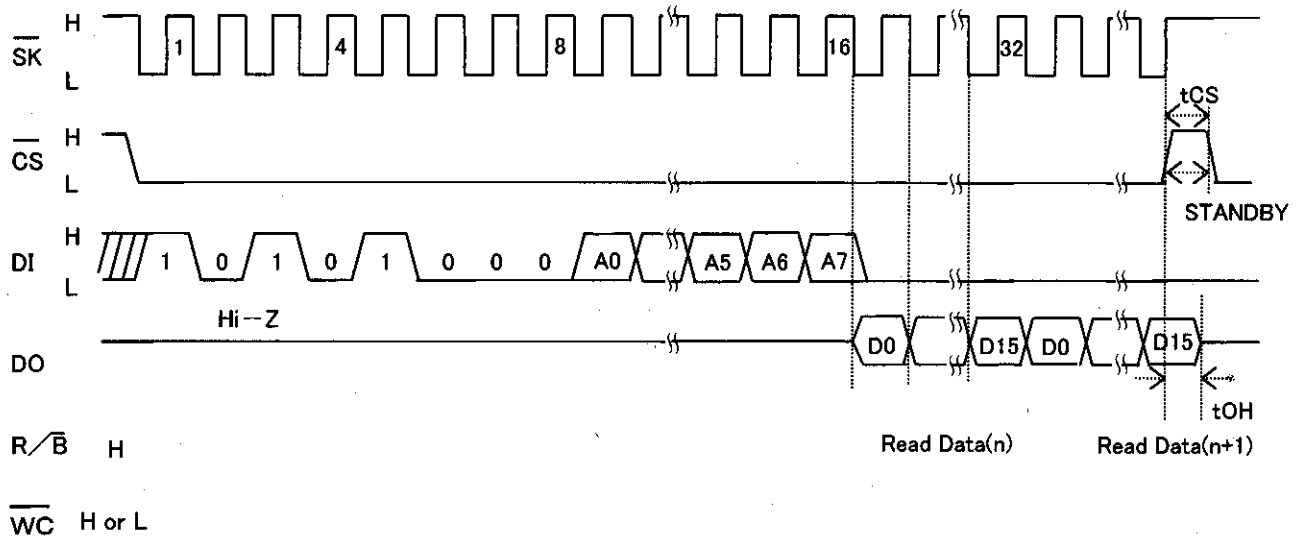 H
SK 1 4 8 16 32
L
tCS
H
CS
L
STANDBY
H
DI 1 0 1 0 1 0 0 0 A0 A5 A6 A7
L
Hi-Z
DO D0 D15 D0 D15
tOH
R/B H Read Data(n) Read Data(n+1)
WC H or L